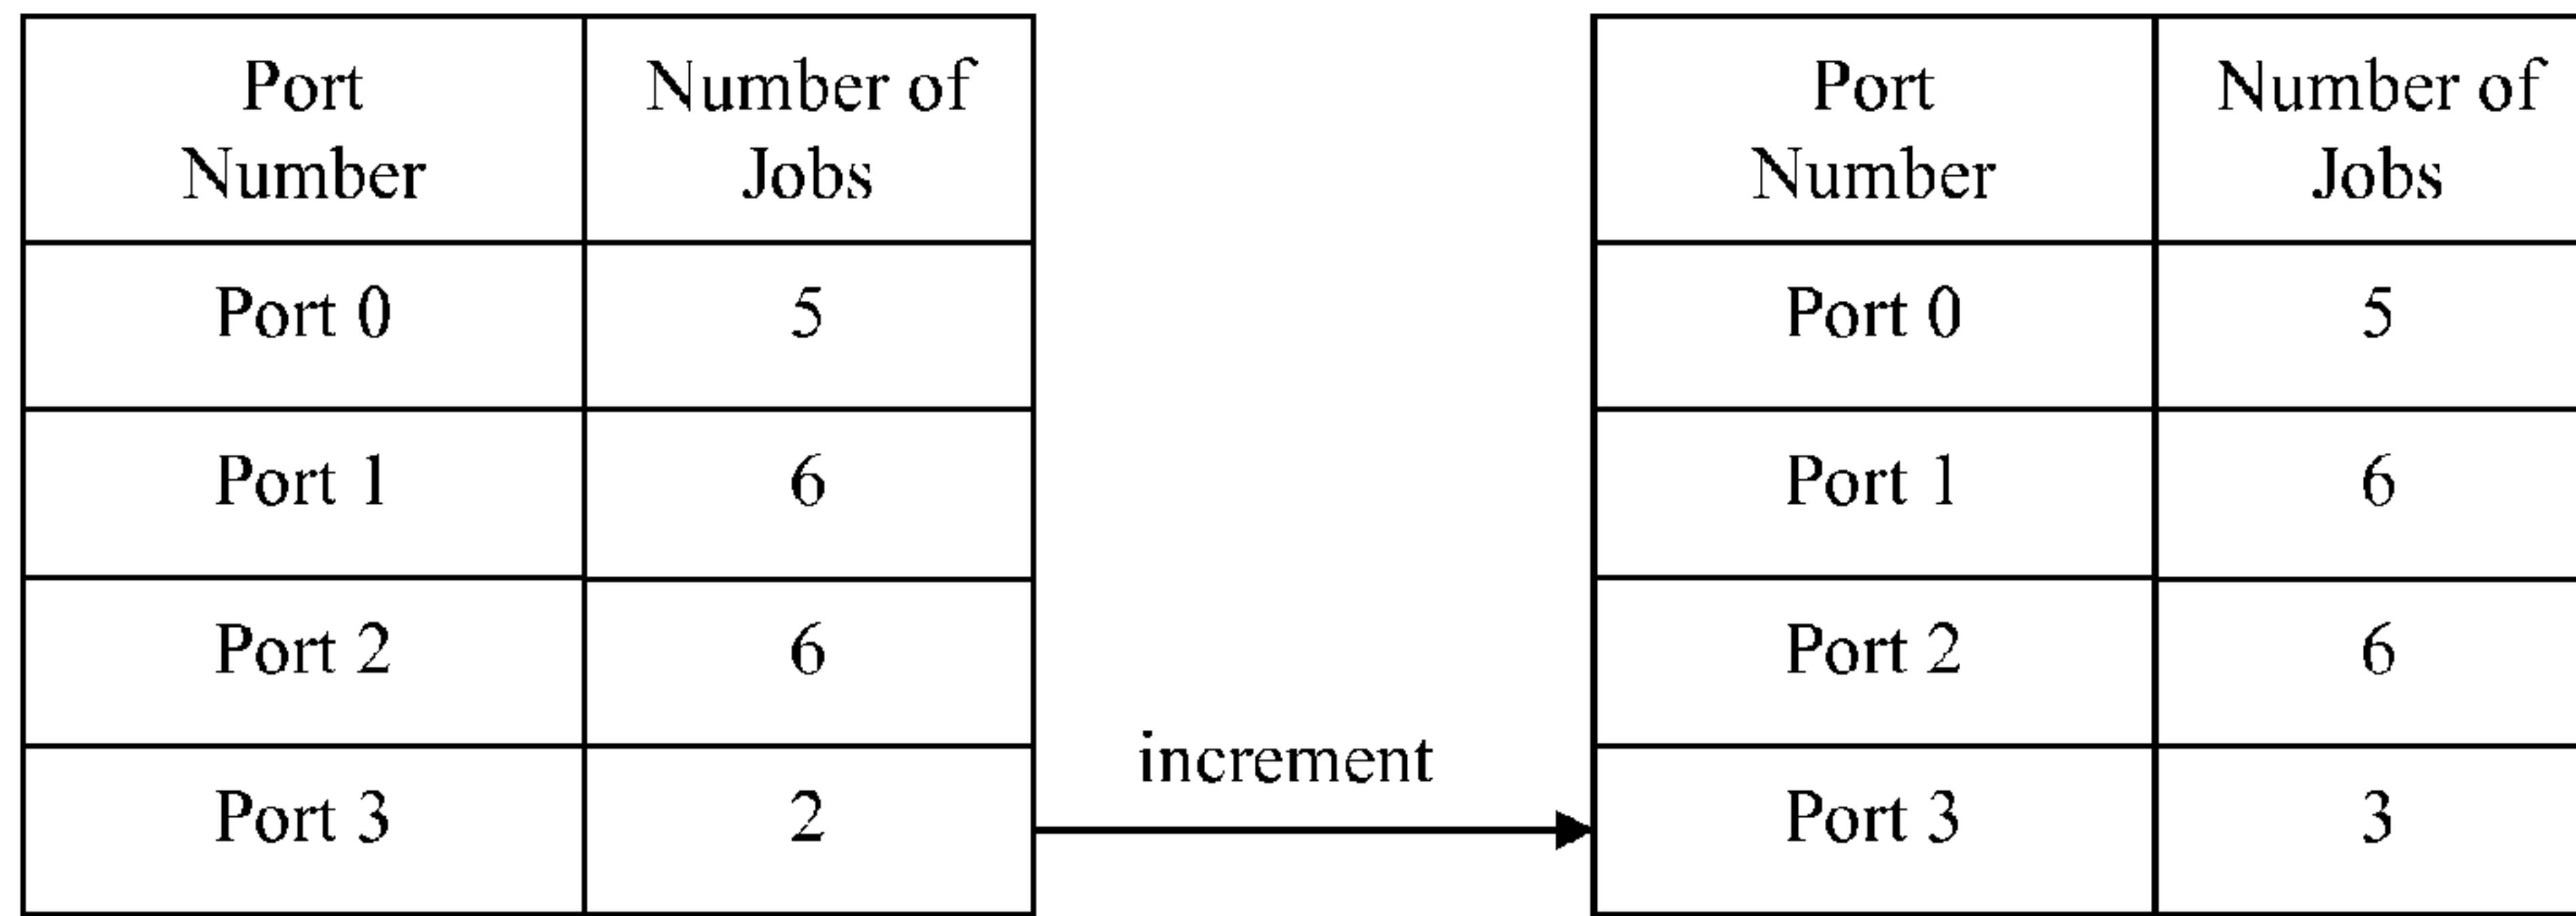 Port Number
Number of Jobs
Port 0
5
Port 1
6
Port 2
6
Port 3
2
increment
Port Number
Number of Jobs
Port 0
5
Port 1
6
Port 2
6
Port 3
3